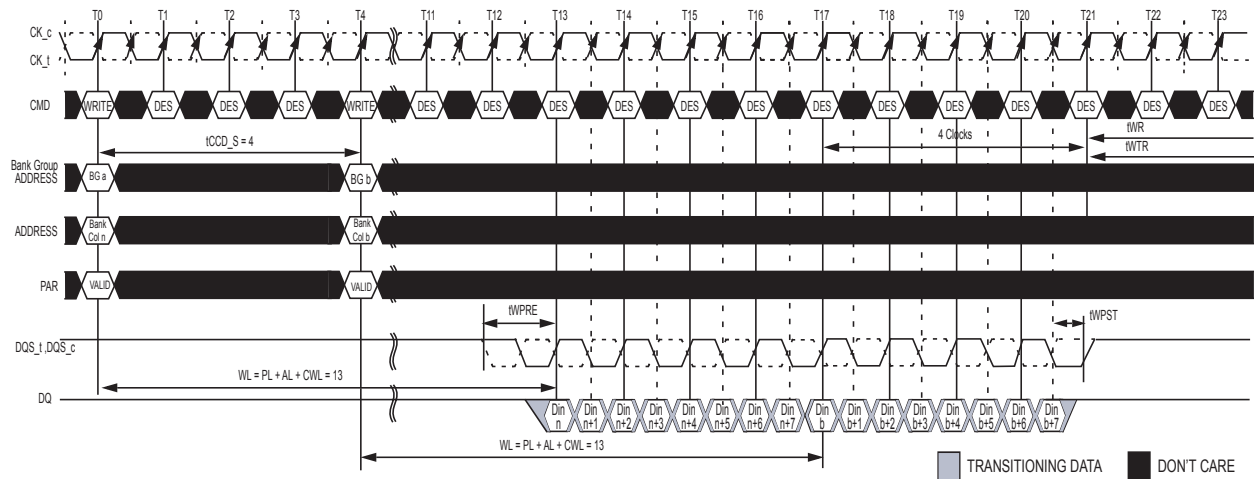 T0 T1 T2 T3 T4 T11 T12 T13 T14 T15 T16 T17 T18 T19 T20 T21 T22 T23
CK_c
CK_t
CMD WRITE DES DES DES WRITE DES DES DES DES DES DES DES DES DES DES DES DES DES
tCCD_S = 4
4 Clocks
tWR
tWTR
Bank Group
ADDRESS
BG a
BG b
ADDRESS
Bank
Col n
Bank
Col b
PAR
VALID
VALID
tWPRE
tWPST
DQS_t ,DQS_c
WL = PL + AL + CWL = 13
DQ
Din
n
Din
n+1
Din
n+2
Din
n+3
Din
n+4
Din
n+5
Din
n+6
Din
n+7
Din
b
Din
b+1
Din
b+2
Din
b+3
Din
b+4
Din
b+5
Din
b+6
Din
b+7
WL = PL + AL + CWL = 13
TRANSITIONING DATA
DON'T CARE